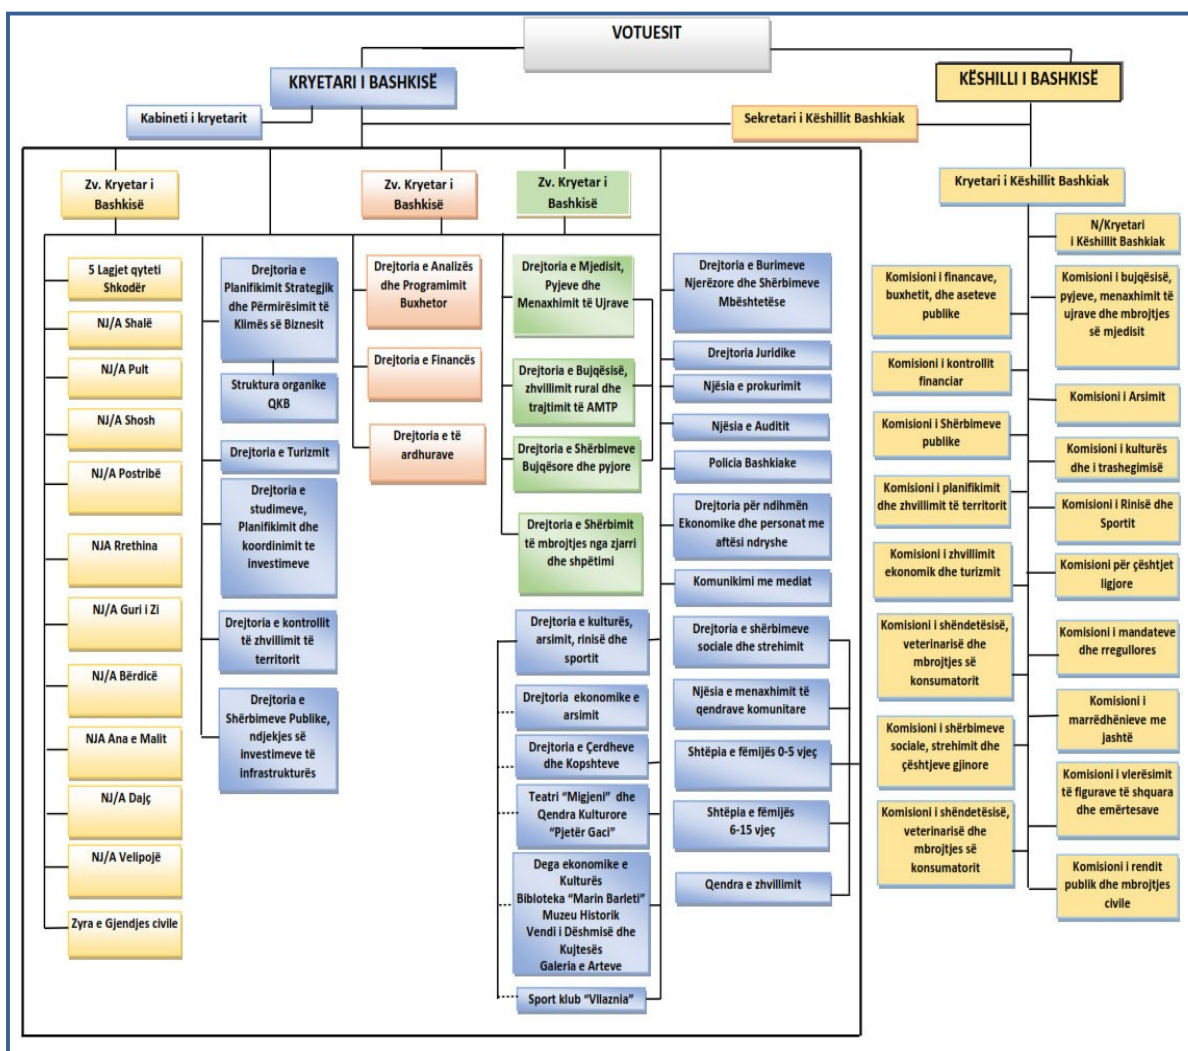 VOTUESIT
KRYETARI I BASHKISË
KËSHILLI I BASHKISË
Kabineti i kryetarit
Sekretari i Këshillit Bashkiak
Zv. Kryetar i
Bashkisë
Zv. Kryetar i
Bashkisë
Zv. Kryetar i
Bashkisë
Kryetari i Këshillit Bashkiak
5 Lagjet qyteti
Shkodër
NJ/A Shalë
NJ/A Pult
NJ/A Shosh
NJ/A Postribë
NJA Rrethina
NJ/A Guri i Zi
NJ/A Bërdicë
NJA Ana e Malit
NJ/A Dajç
NJ/A Velipojë
Zyra e Gjendjes civile
Drejtoria e
Planifikimit Strategjik
dhe Përmirësimit të
Klimës së Biznesit
Struktura organike
QKB
Drejtoria e Turizmit
Drejtoria e
studimeve,
Planifikimit dhe
koordinimit te
investimeve
Drejtoria e kontrollit
të zhvillimit të
territorit
Drejtoria e
Shërbimeve Publike,
ndjekjes së
investimeve të
infrastrukturës
Drejtoria e Analizës
dhe Programimit
Buxhetor
Drejtoria e Financës
Drejtoria e të
ardhurave
Drejtoria e Mjedisit,
Pyjeve dhe
Menaxhimit të Ujrave
Drejtoria e Bujqësisë,
zhvillimit rural dhe
trajtimit të AMTP
Drejtoria e Shërbimeve
Bujqësore dhe pyjore
Drejtoria e Shërbimit
të mbrojtjes nga zjarri
dhe shpëtimi
Drejtoria e kulturës,
arsimit, rinisë dhe
sportit
Drejtoria ekonomike e
arsimit
Drejtoria e Çerdheve
dhe Kopshteve
Teatri “Migjeni” dhe
Qendra Kulturore
“Pjetër Gaci”
Dega ekonomike e
Kulturës
Bibloteka “Marin Barleti”
Muzeu Historik
Vendi i Dëshmisë dhe
Kujtesës
Galeria e Arteve
Sport klub “Vllaznia”
Drejtoria e Burimeve
Njerëzore dhe Shërbimeve
Mbështetëse
Drejtoria Juridike
Njësia e prokurimit
Njësia e Auditit
Policia Bashkiake
Drejtoria për ndihmën
Ekonomike dhe personat me
aftësi ndryshe
Komunikimi me mediat
Drejtoria e shërbimeve
sociale dhe strehimit
Njësia e menaxhimit të
qendrave komunitare
Shtëpia e fëmijës 0-5 vjeç
Shtëpia e fëmijës
6-15 vjeç
Qendra e zhvillimit
Komisioni i financave,
buxhetit, dhe aseteve
publike
Komisioni i kontrollit
financiar
Komisioni i Shërbimeve
publike
Komisioni i planifikimit
dhe zhvillimit të territorit
Komisioni i zhvillimit
ekonomik dhe turizmit
Komisioni i shëndetësisë,
veterinarisë dhe
mbrojtjes së
konsumatorit
Komisioni i shërbimeve
sociale, strehimit dhe
çështjeve gjinore
Komisioni i shëndetësisë,
veterinarisë dhe
mbrojtjes së
konsumatorit
N/Kryetari
i Këshillit Bashkiak
Komisioni i bujqësisë,
pyjeve, menaxhimit të
ujrave dhe mbrojtjes
së mjedisit
Komisioni i Arsimit
Komisioni i kulturës
dhe i trashegimisë
Komisioni i Rinisë dhe
Sportit
Komisioni për çështjet
ligjore
Komisioni i mandateve
dhe rregullores
Komisioni i
marrëdhënieve me
jashtë
Komisioni i vlerësimit
të figurave të shquara
dhe emërtesave
Komisioni i rendit
publik dhe mbrojtjes
civile